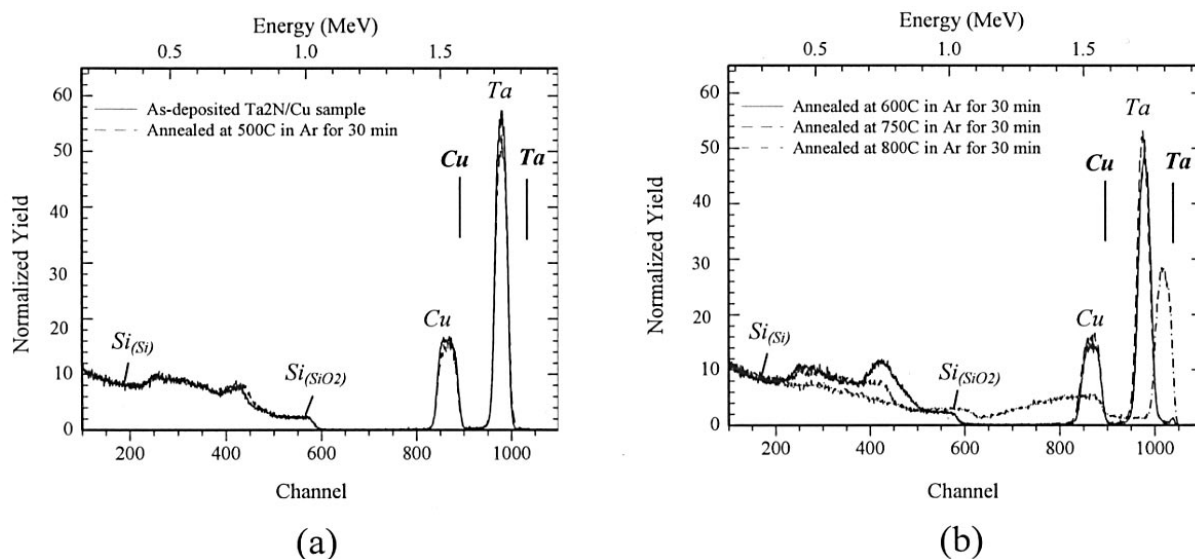 Energy (MeV)
0.5 1.0 1.5
60
50
40
30
20
10
0
Normalized Yield
As-deposited Ta2N/Cu sample
Annealed at 500C in Ar for 30 min
Ta
Cu Ta
Cu
Si(Si)
Si(SiO2)
200 400 600 800 1000
Channel
(a)
Energy (MeV)
0.5 1.0 1.5
60
50
40
30
20
10
0
Normalized Yield
Annealed at 600C in Ar for 30 min
Annealed at 750C in Ar for 30 min
Annealed at 800C in Ar for 30 min
Ta
Cu Ta
Cu
Si(Si)
Si(SiO2)
200 400 600 800 1000
Channel
(b)